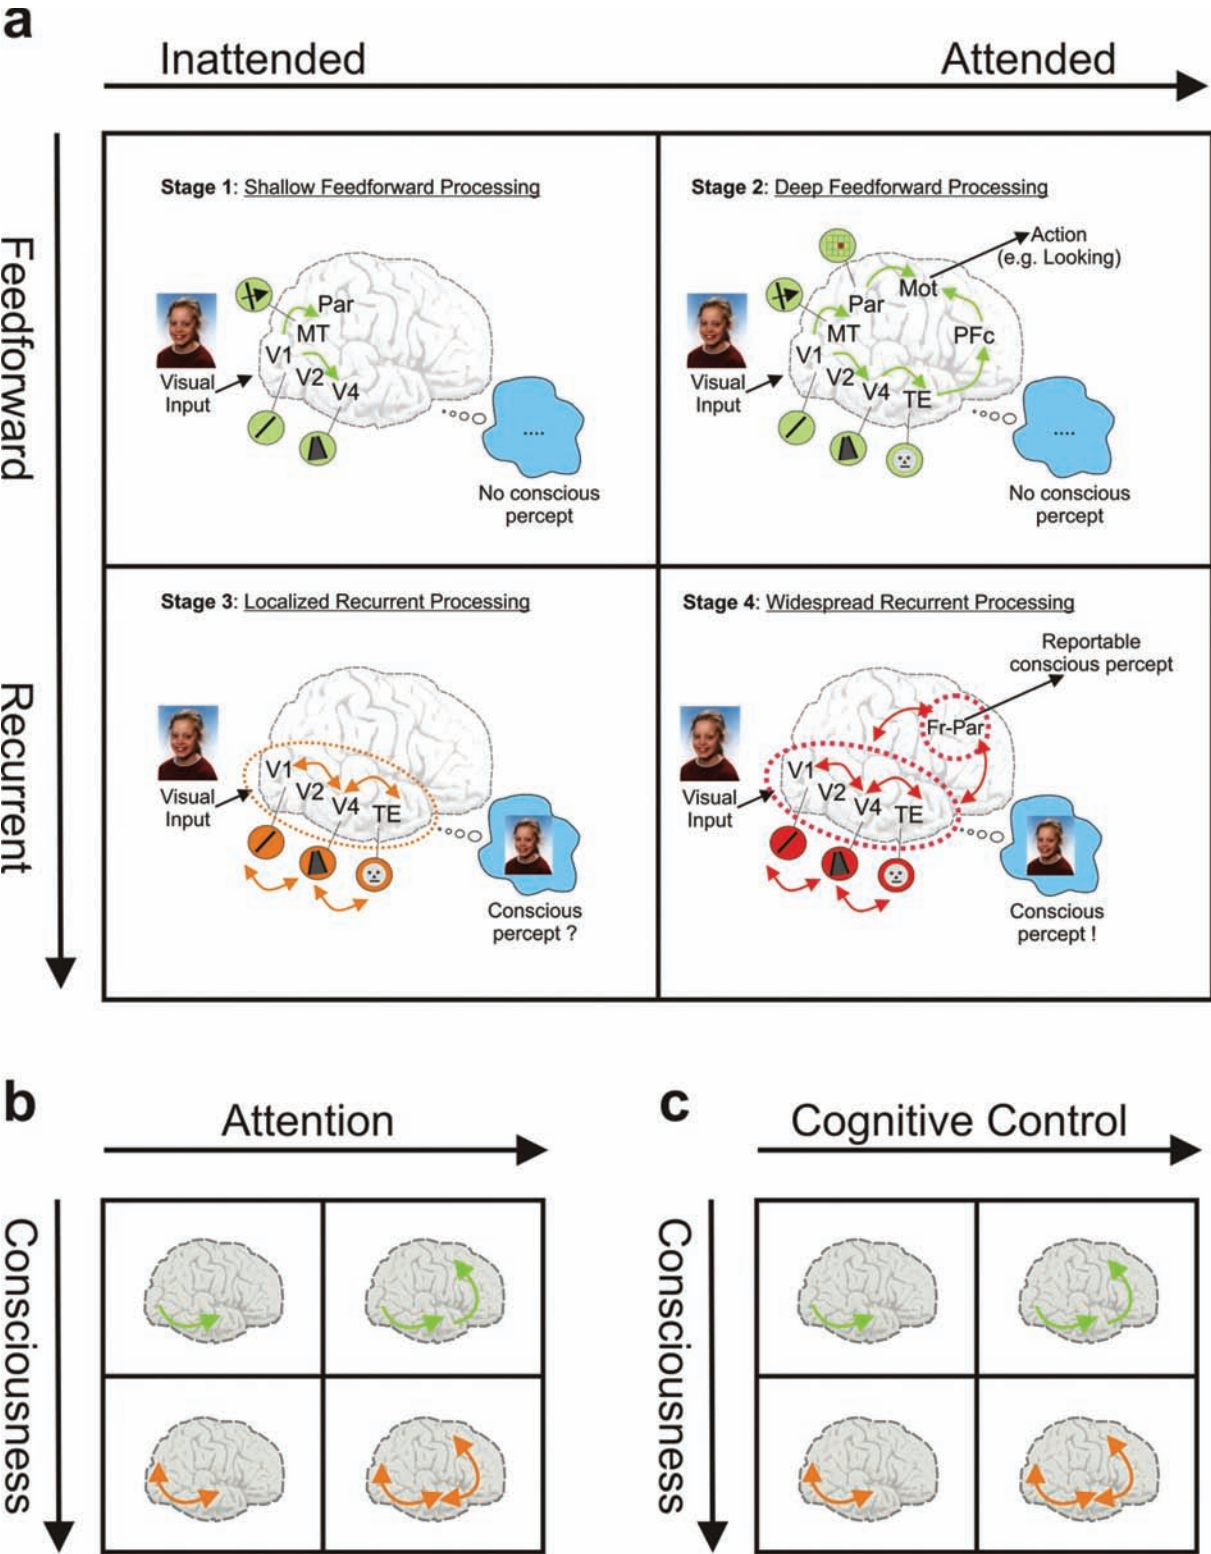 a
Inattended
Attended
Feedforward
Recurrent
Stage 1: Shallow Feedforward Processing
Par
MT
V1
V2
V4
Visual
Input
....
No conscious
percept
Stage 2: Deep Feedforward Processing
Action
(e.g. Looking)
Mot
Par
MT
PFc
V1
V2
V4
TE
Visual
Input
....
No conscious
percept
Stage 3: Localized Recurrent Processing
V1
V2
V4
TE
Visual
Input
Conscious
percept ?
Stage 4: Widespread Recurrent Processing
Reportable
conscious percept
Fr-Par
V1
V2
V4
TE
Visual
Input
Conscious
percept !
b
Attention
Consciousness
c
Cognitive Control
Consciousness